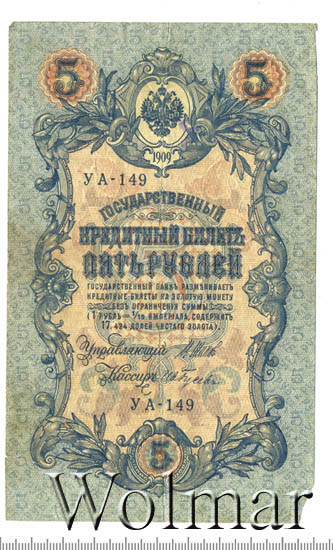 5 5
1909
УА-149
ГОСУДАРСТВЕННЫЙ
КРЕДИТНЫЙ БИЛЕТЪ
ПЯТЬ РУБЛЕЙ
ГОСУДАРСТВЕННЫЙ БАНКЪ РАЗМѢНИВАЕТЪ
КРЕДИТНЫЕ БИЛЕТЫ НА ЗОЛОТУЮ МОНЕТУ
БЕЗЪ ОГРАНИЧЕНІЯ СУММЫ
(1 РУБЛЬ = 1/15 ИМПЕРІАЛА, СОДЕРЖИТЪ
17,424 ДОЛЕЙ ЧИСТАГО ЗОЛОТА).
Управляющій
Кассиръ
УА-149
5
Wolmar